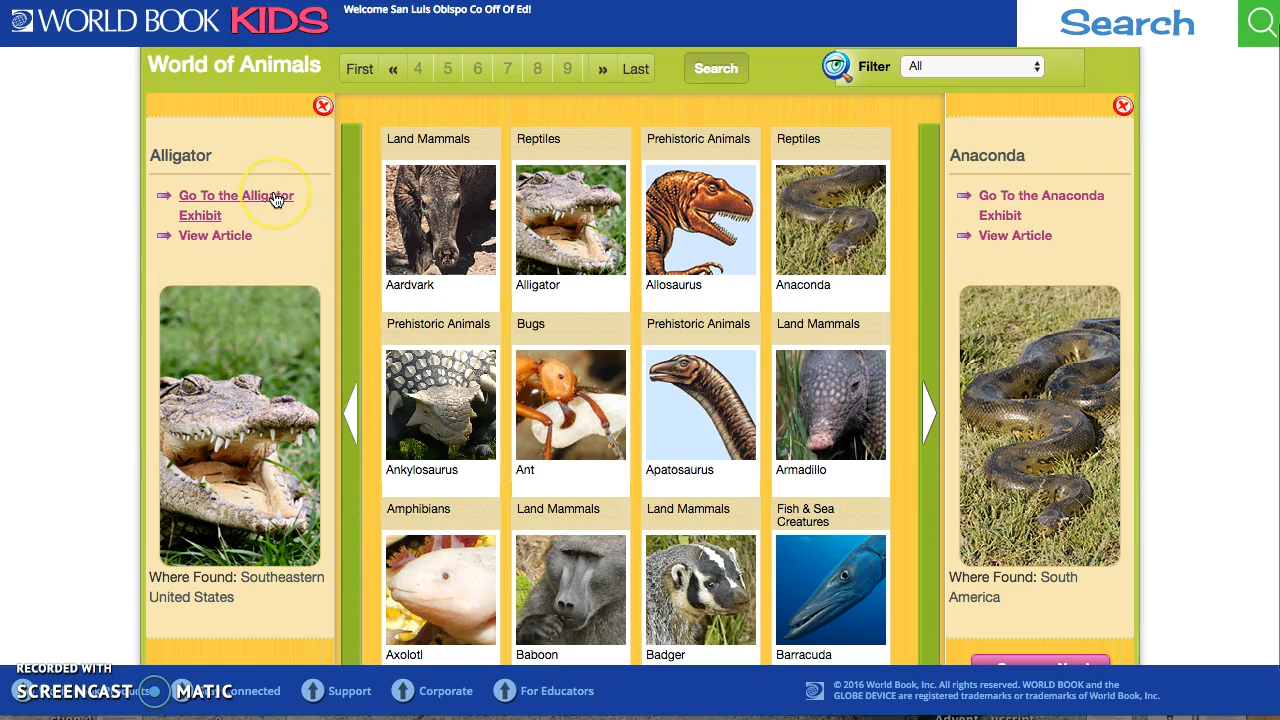 WORLD BOOK KIDS
Welcome San Luis Obispo Co Off Of Ed!
Search
World of Animals
First « 4 5 6 7 8 9 » Last
Search
Filter
All
Alligator
Go To the Alligator
Exhibit
View Article
Where Found: Southeastern
United States
Land Mammals
Reptiles
Prehistoric Animals
Reptiles
Aardvark
Alligator
Allosaurus
Anaconda
Prehistoric Animals
Bugs
Prehistoric Animals
Land Mammals
Ankylosaurus
Ant
Apatosaurus
Armadillo
Amphibians
Land Mammals
Land Mammals
Fish & Sea
Creatures
Axolotl
Baboon
Badger
Barracuda
Anaconda
Go To the Anaconda
Exhibit
View Article
Where Found: South
America
RECORDED WITH
SCREENCAST MATIC
Support
Corporate
For Educators
© 2016 World Book, Inc. All rights reserved. WORLD BOOK and the
GLOBE DEVICE are registered trademarks or trademarks of World Book, Inc.